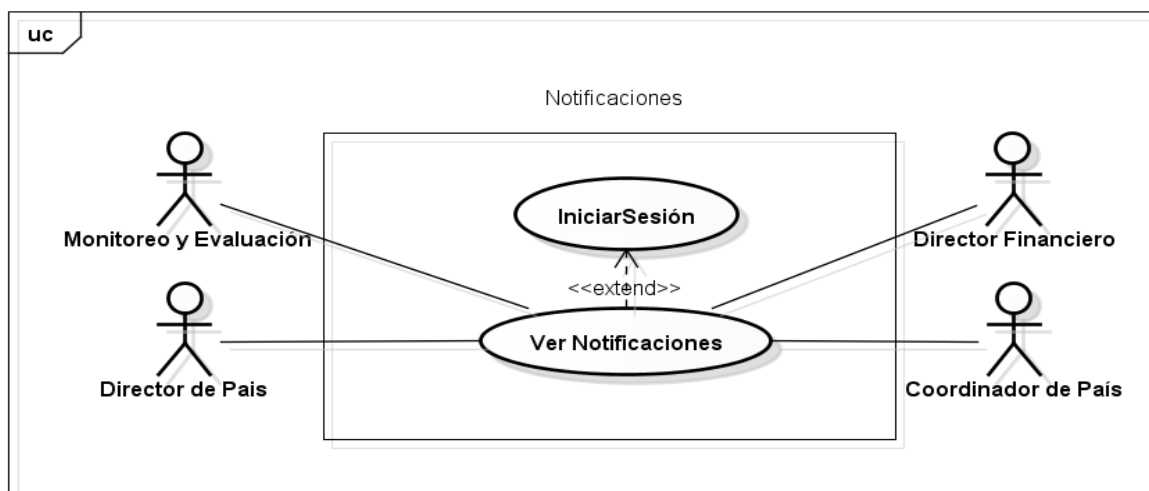 uc
Notificaciones
IniciarSesión
Monitoreo y Evaluación
Director Financiero
<<extend>>
Ver Notificaciones
Director de Pais
Coordinador de País